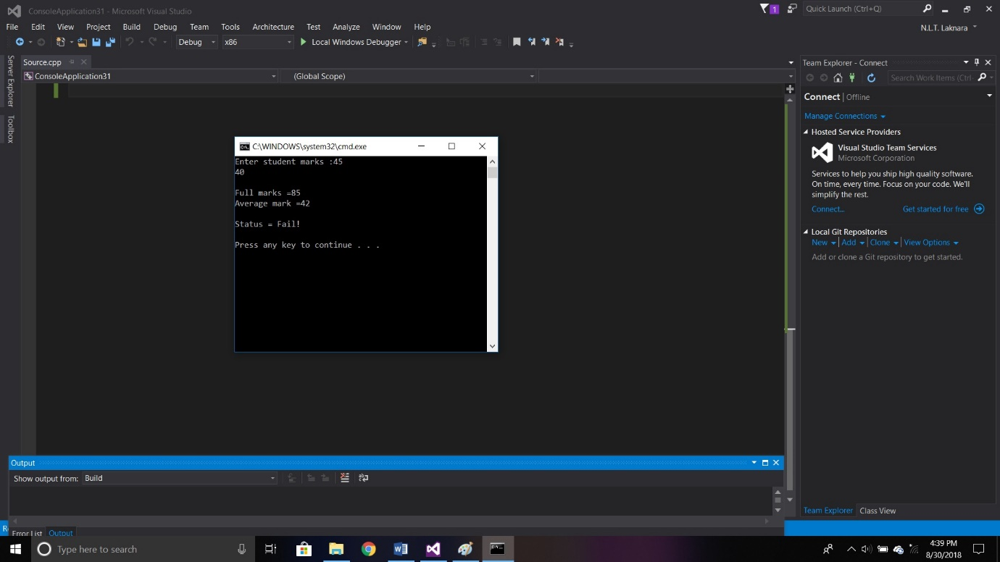 ConsoleApplication31 - Microsoft Visual Studio
1
Quick Launch (Ctrl+Q)
File Edit View Project Build Debug Team Tools Architecture Test Analyze Window Help
N.L.T. Laknara
Debug x86 Local Windows Debugger
Server Explorer
Toolbox
Source.cpp
ConsoleApplication31 (Global Scope)
C:\WINDOWS\system32\cmd.exe
Enter student marks :45
40
Full marks =85
Average mark =42
Status = Fail!
Press any key to continue . . .
Team Explorer - Connect
Search Work Items (Ctrl-
Connect | Offline
Manage Connections
Hosted Service Providers
Visual Studio Team Services
Microsoft Corporation
Services to help you ship high quality software.
On time, every time. Focus on your code. We'll
simplify the rest.
Connect... Get started for free
Local Git Repositories
New | Add | Clone | View Options
Add or clone a Git repository to get started.
Team Explorer Class View
Output
Show output from: Build
Error List Output
Type here to search
4:39 PM
8/30/2018